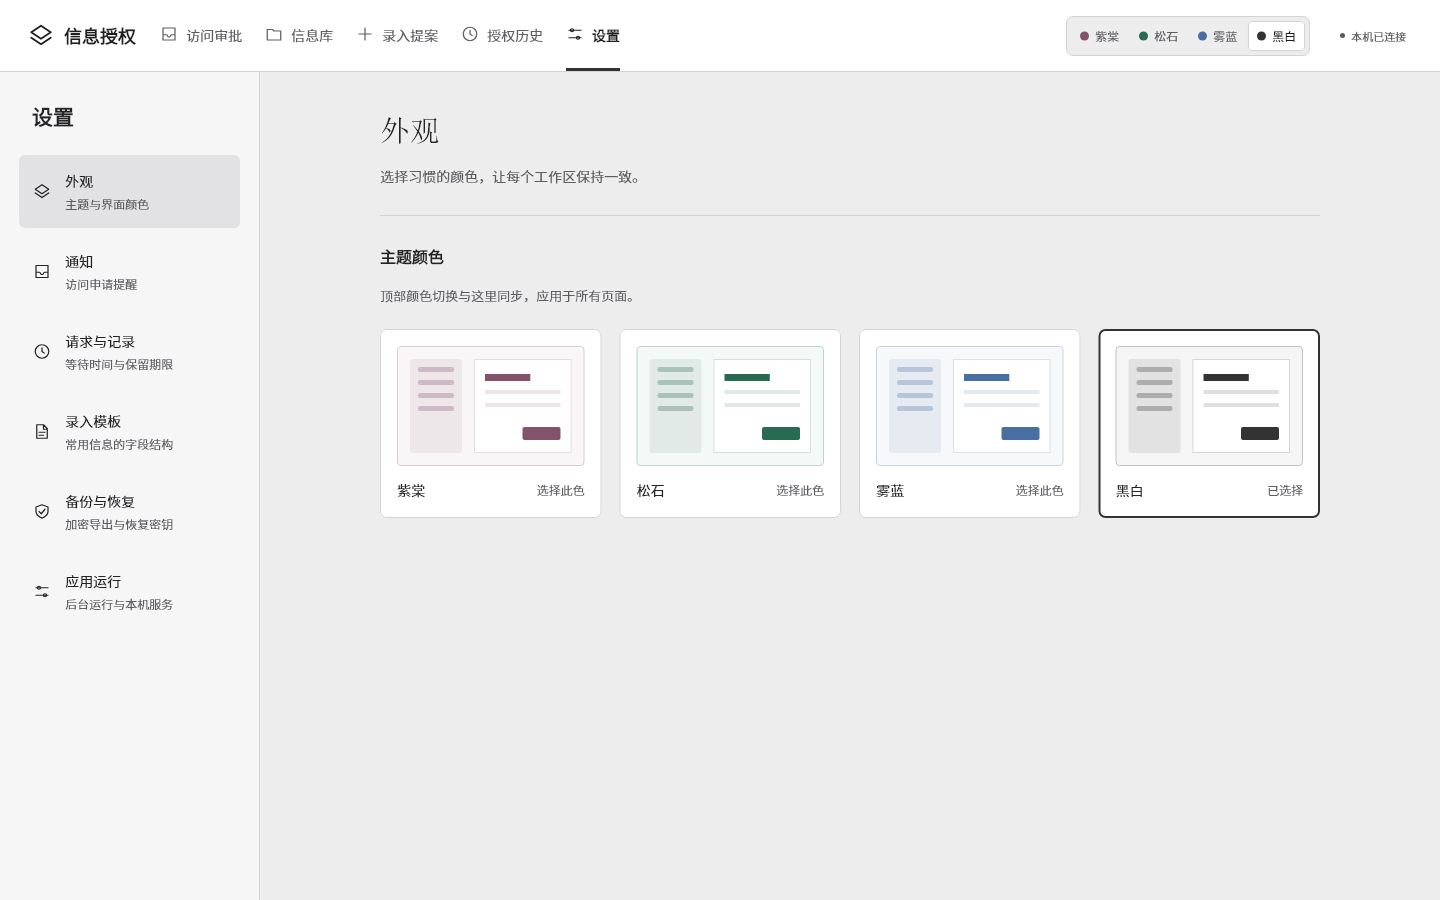 信息授权 访问审批 信息库 录入提案 授权历史 设置 紫棠 松石 雾蓝 黑白 本机已连接
设置
外观
主题与界面颜色
通知
访问申请提醒
请求与记录
等待时间与保留期限
录入模板
常用信息的字段结构
备份与恢复
加密导出与恢复密钥
应用运行
后台运行与本机服务
外观
选择习惯的颜色，让每个工作区保持一致。
主题颜色
顶部颜色切换与这里同步，应用于所有页面。
紫棠 选择此色
松石 选择此色
雾蓝 选择此色
黑白 已选择